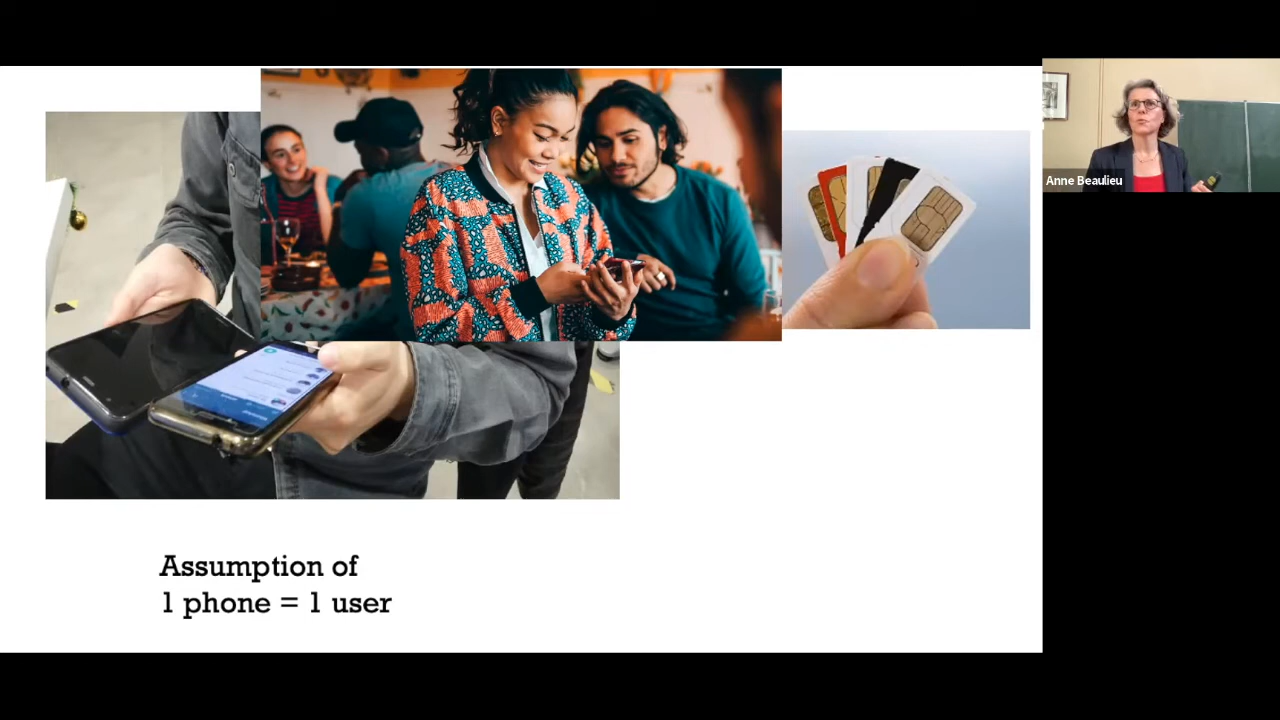 Anne Beaulieu
Assumption of
1 phone = 1 user